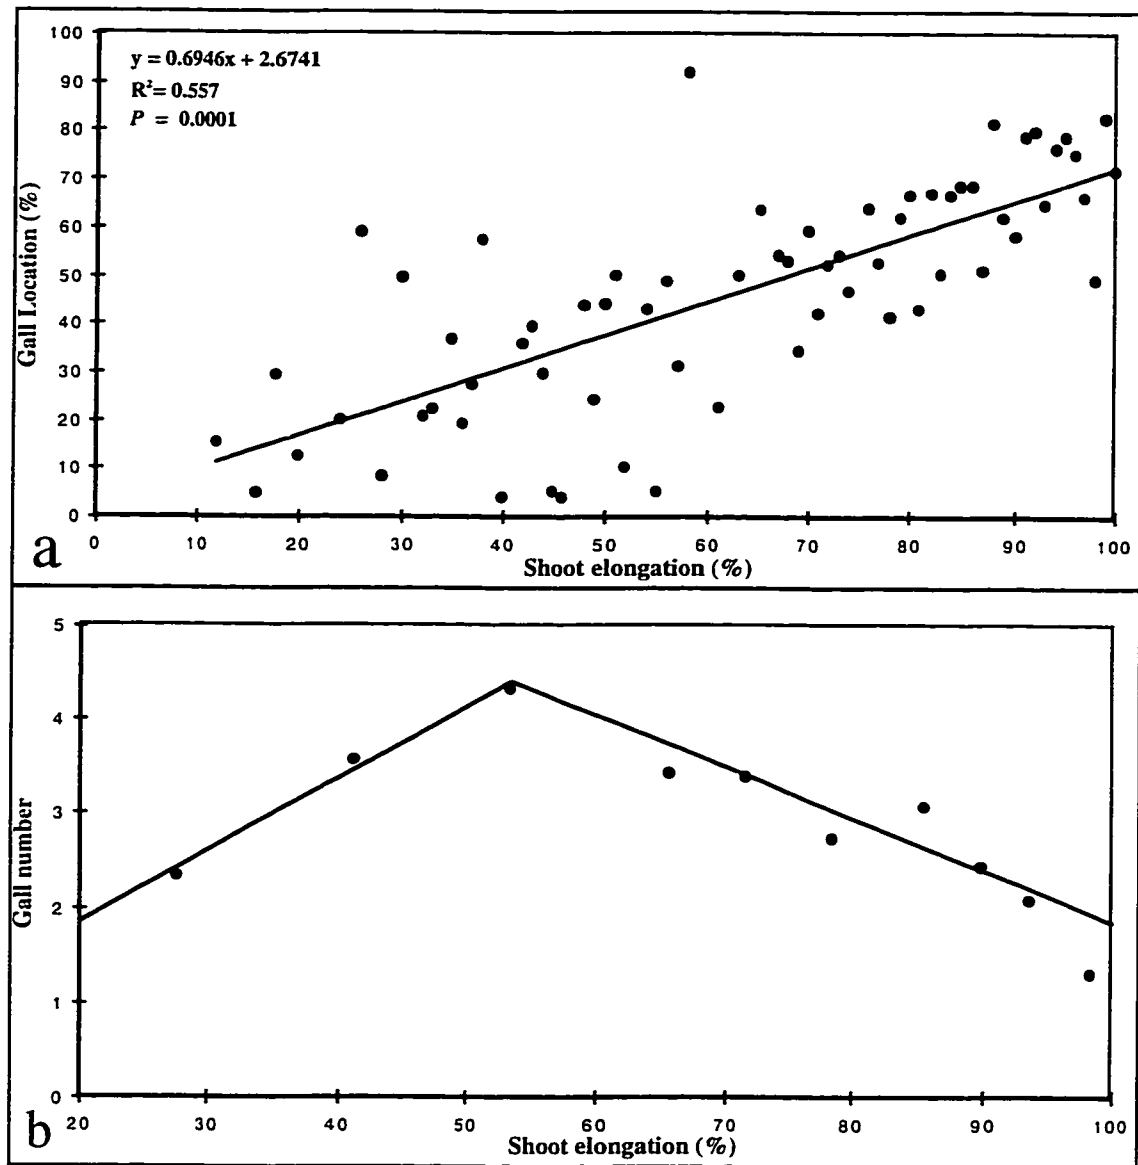 100
90
80
70
60
50
40
30
20
10
0
Gall Location (%)
y = 0.6946x + 2.6741
R²= 0.557
P = 0.0001
0 10 20 30 40 50 60 70 80 90 100
Shoot elongation (%)
a
5
4
3
2
1
0
Gall number
20 30 40 50 60 70 80 90 100
Shoot elongation (%)
b